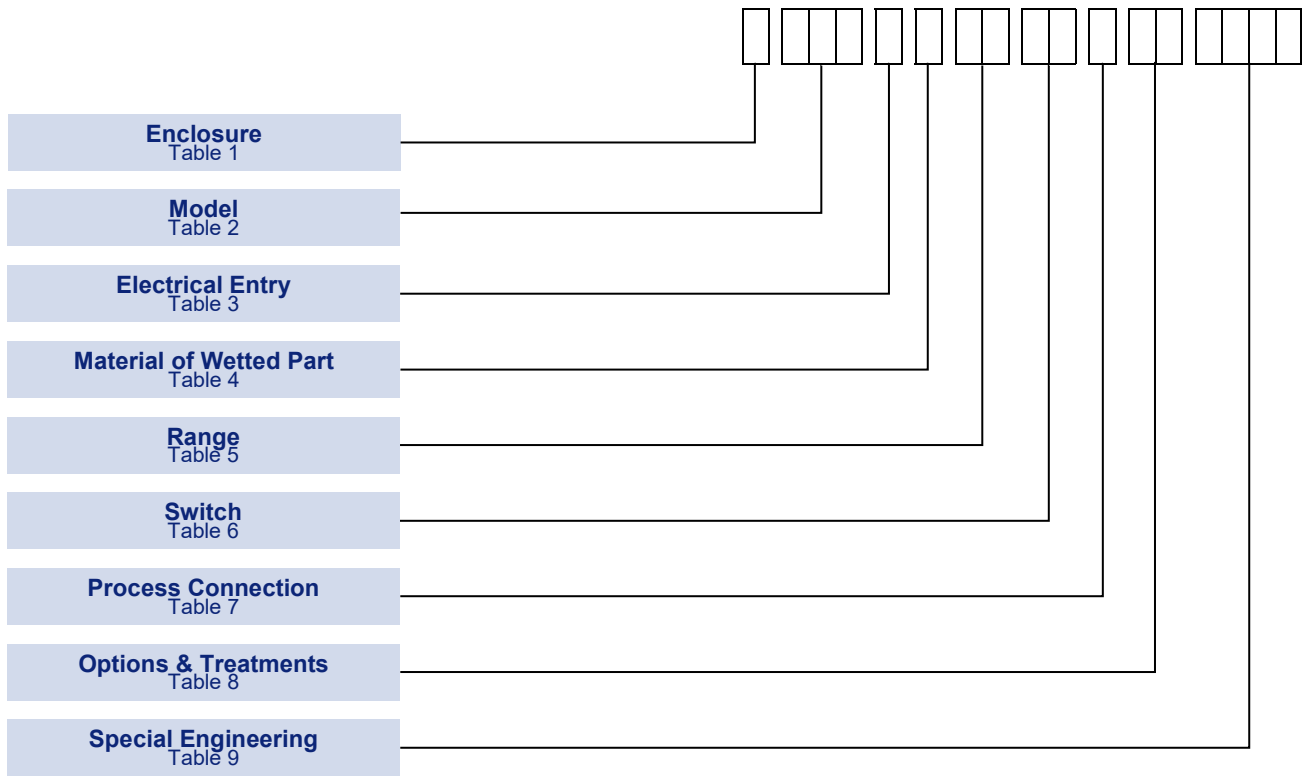 Enclosure
Table 1
Model
Table 2
Electrical Entry
Table 3
Material of Wetted Part
Table 4
Range
Table 5
Switch
Table 6
Process Connection
Table 7
Options & Treatments
Table 8
Special Engineering
Table 9